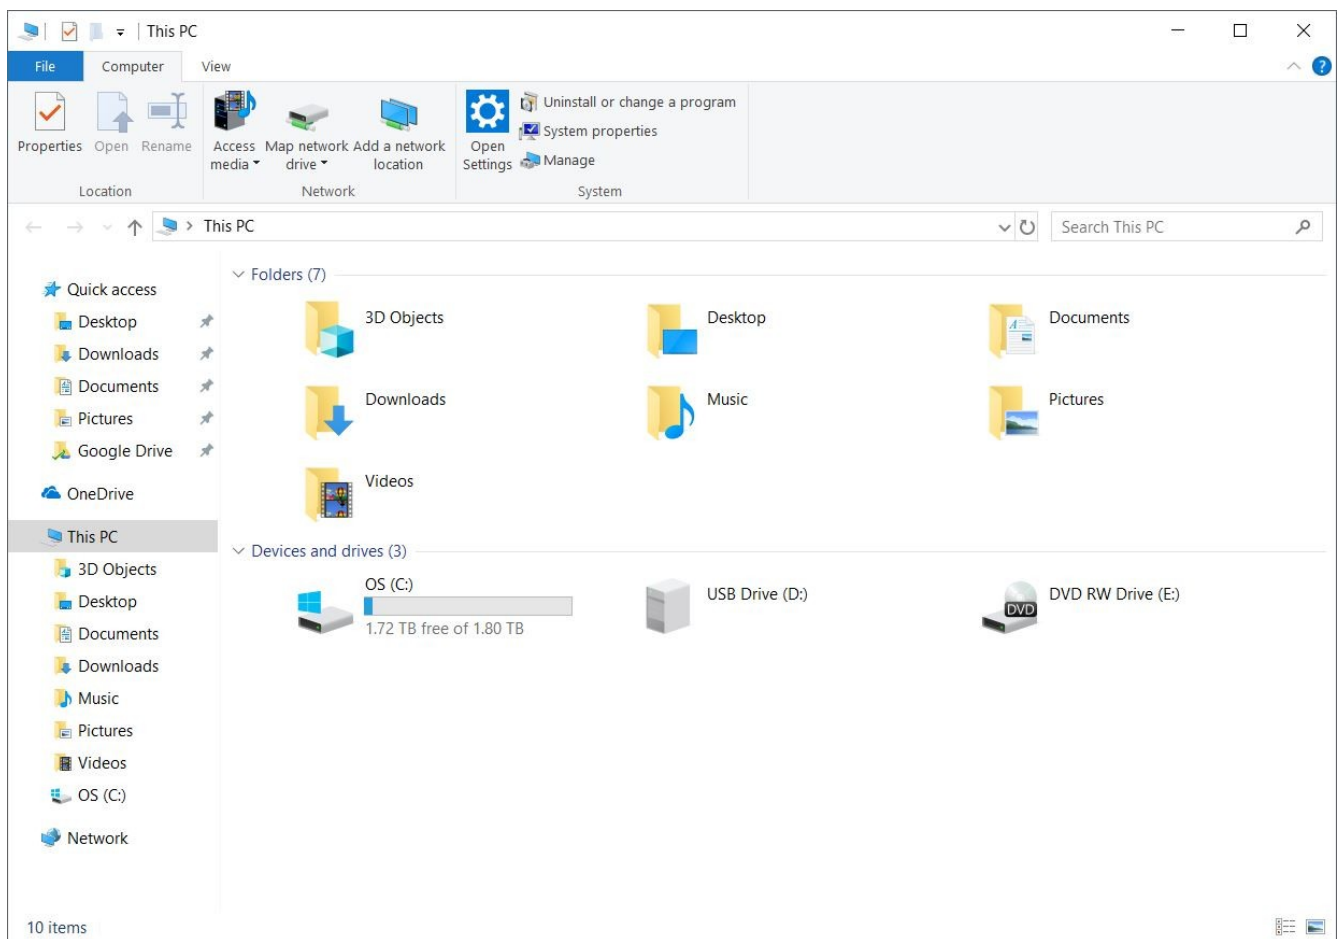 This PC
File Computer View
Properties Open Rename
Location
Access media
Map network drive
Add a network location
Network
Open Settings
Uninstall or change a program
System properties
Manage
System
This PC
Search This PC
Quick access
Desktop
Downloads
Documents
Pictures
Google Drive
OneDrive
This PC
3D Objects
Desktop
Documents
Downloads
Music
Pictures
Videos
OS (C:)
Network
Folders (7)
3D Objects
Desktop
Documents
Downloads
Music
Pictures
Videos
Devices and drives (3)
OS (C:)
1.72 TB free of 1.80 TB
USB Drive (D:)
DVD RW Drive (E:)
DVD
10 items